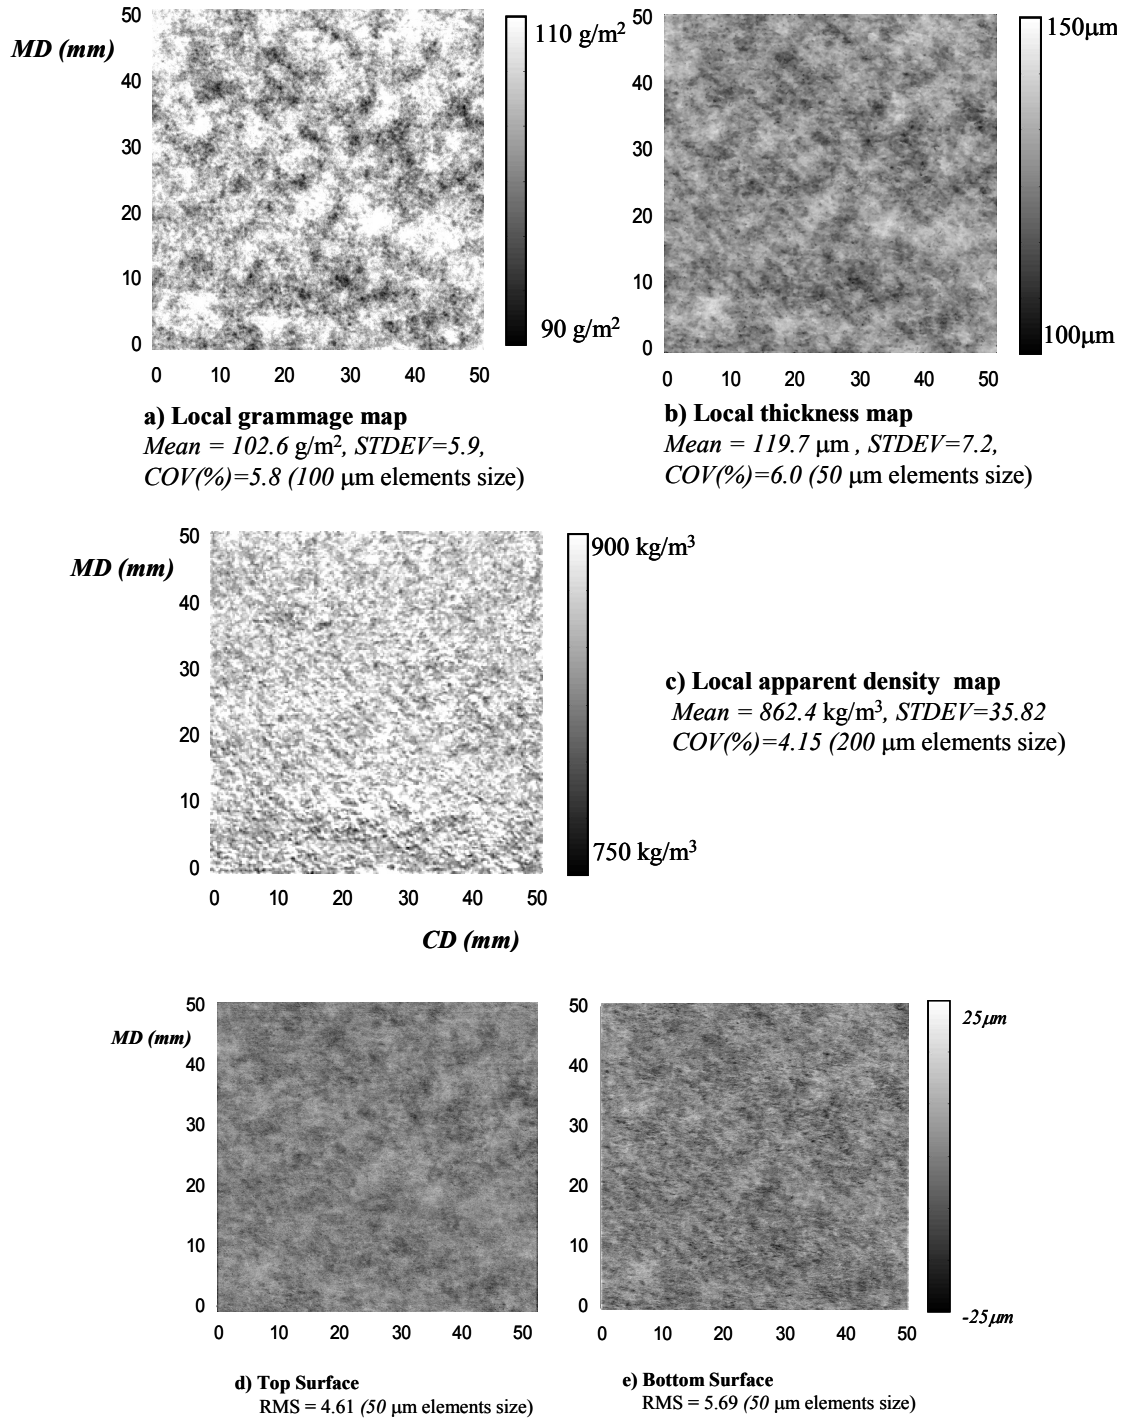 50
MD (mm)
40
30
20
10
0
0 10 20 30 40 50
110 g/m²
90 g/m²
a) Local grammage map
Mean = 102.6 g/m², STDEV=5.9,
COV(%)=5.8 (100 μm elements size)
50
40
30
20
10
0
0 10 20 30 40 50
150μm
100μm
b) Local thickness map
Mean = 119.7 μm , STDEV=7.2,
COV(%)=6.0 (50 μm elements size)
50
MD (mm)
40
30
20
10
0
0 10 20 30 40 50
CD (mm)
900 kg/m³
750 kg/m³
c) Local apparent density map
Mean = 862.4 kg/m³, STDEV=35.82
COV(%)=4.15 (200 μm elements size)
50
MD (mm)
40
30
20
10
0
0 10 20 30 40 50
d) Top Surface
RMS = 4.61 (50 μm elements size)
50
40
30
20
10
0
0 10 20 30 40 50
25μm
-25μm
e) Bottom Surface
RMS = 5.69 (50 μm elements size)